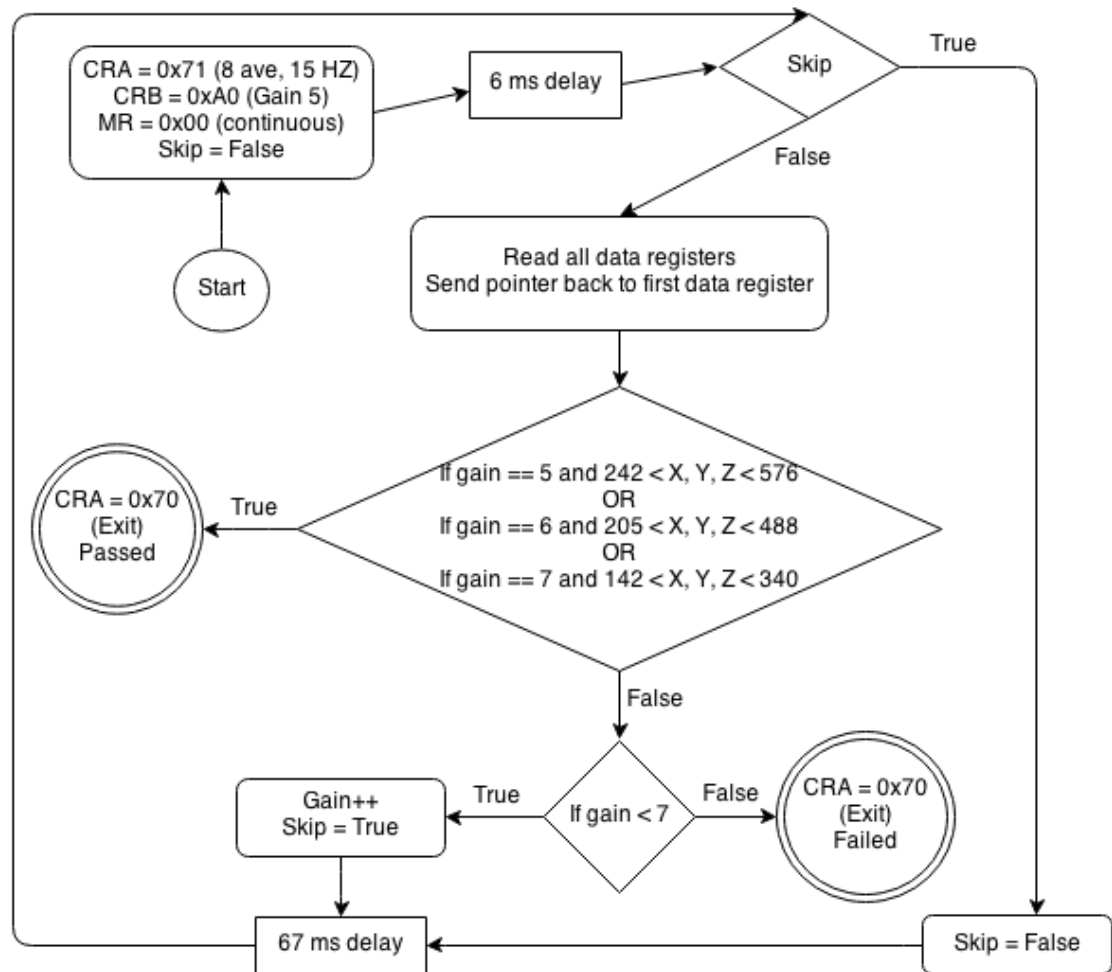 CRA = 0x71 (8 ave, 15 HZ)
CRB = 0xA0 (Gain 5)
MR = 0x00 (continuous)
Skip = False
6 ms delay
Skip
True
False
Start
Read all data registers
Send pointer back to first data register
If gain == 5 and 242 < X, Y, Z < 576
OR
If gain == 6 and 205 < X, Y, Z < 488
OR
If gain == 7 and 142 < X, Y, Z < 340
True
CRA = 0x70
(Exit)
Passed
False
If gain < 7
True
Gain++
Skip = True
False
CRA = 0x70
(Exit)
Failed
67 ms delay
Skip = False